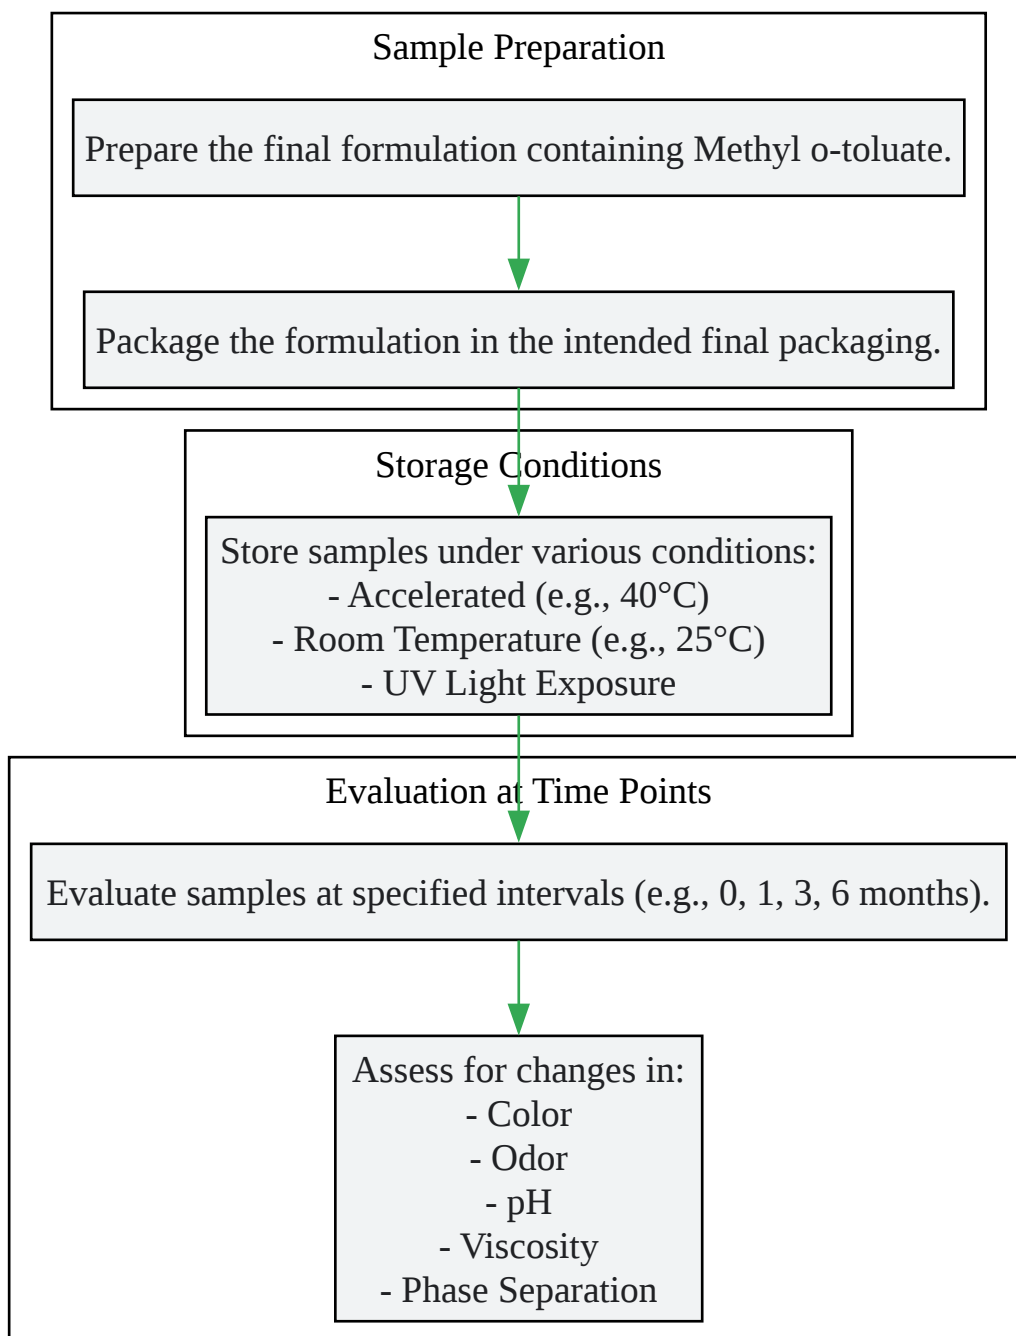 Sample Preparation
Prepare the final formulation containing Methyl o-toluate.
Package the formulation in the intended final packaging.
Storage Conditions
Store samples under various conditions:
- Accelerated (e.g., 40°C)
- Room Temperature (e.g., 25°C)
- UV Light Exposure
Evaluation at Time Points
Evaluate samples at specified intervals (e.g., 0, 1, 3, 6 months).
Assess for changes in:
- Color
- Odor
- pH
- Viscosity
- Phase Separation